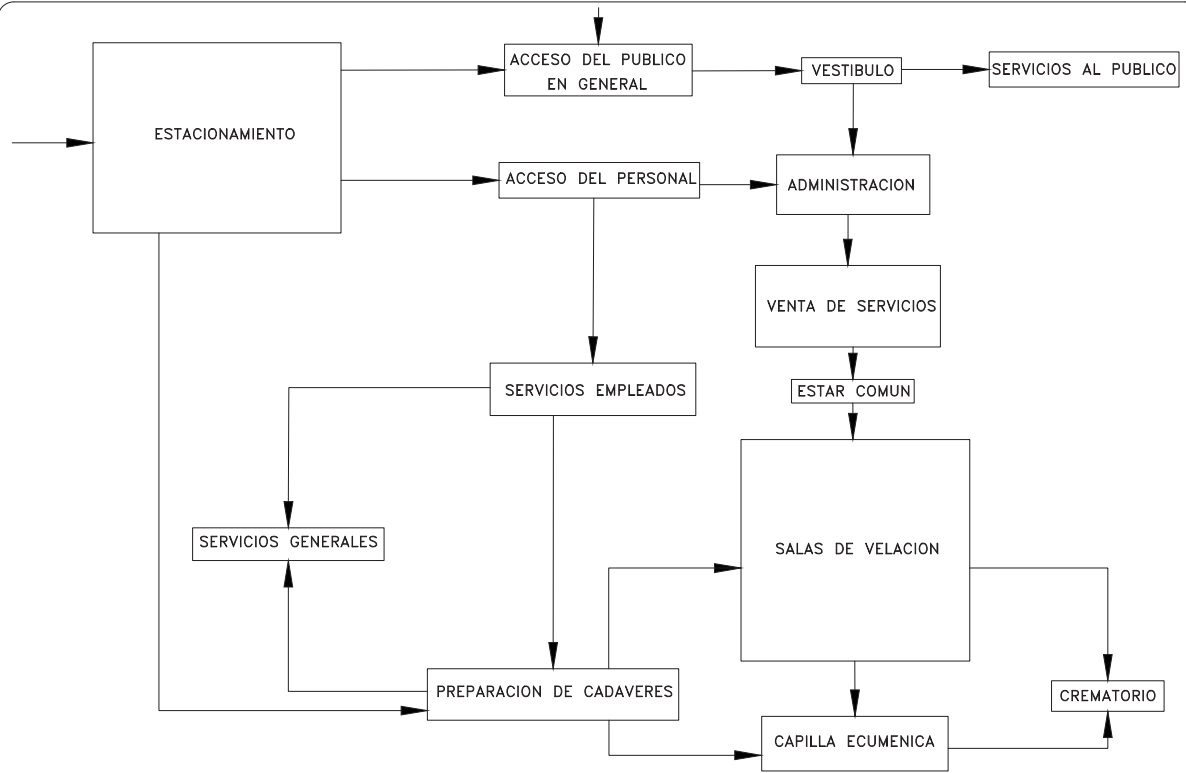 ACCESO DEL PUBLICO
EN GENERAL
VESTIBULO
SERVICIOS AL PUBLICO
ESTACIONAMIENTO
ACCESO DEL PERSONAL
ADMINISTRACION
VENTA DE SERVICIOS
SERVICIOS EMPLEADOS
ESTAR COMUN
SERVICIOS GENERALES
SALAS DE VELACION
PREPARACION DE CADAVERES
CREMATORIO
CAPILLA ECUMENICA